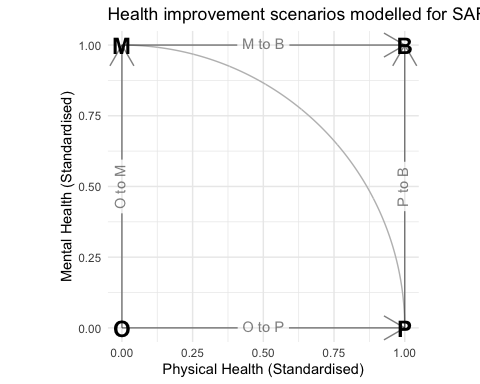 Health improvement scenarios modelled for SAF
M
M to B
B
1.00
0.75
0.50
0.25
0.00
Mental Health (Standardised)
O to M
P to B
O
O to P
P
0.00 0.25 0.50 0.75 1.00
Physical Health (Standardised)